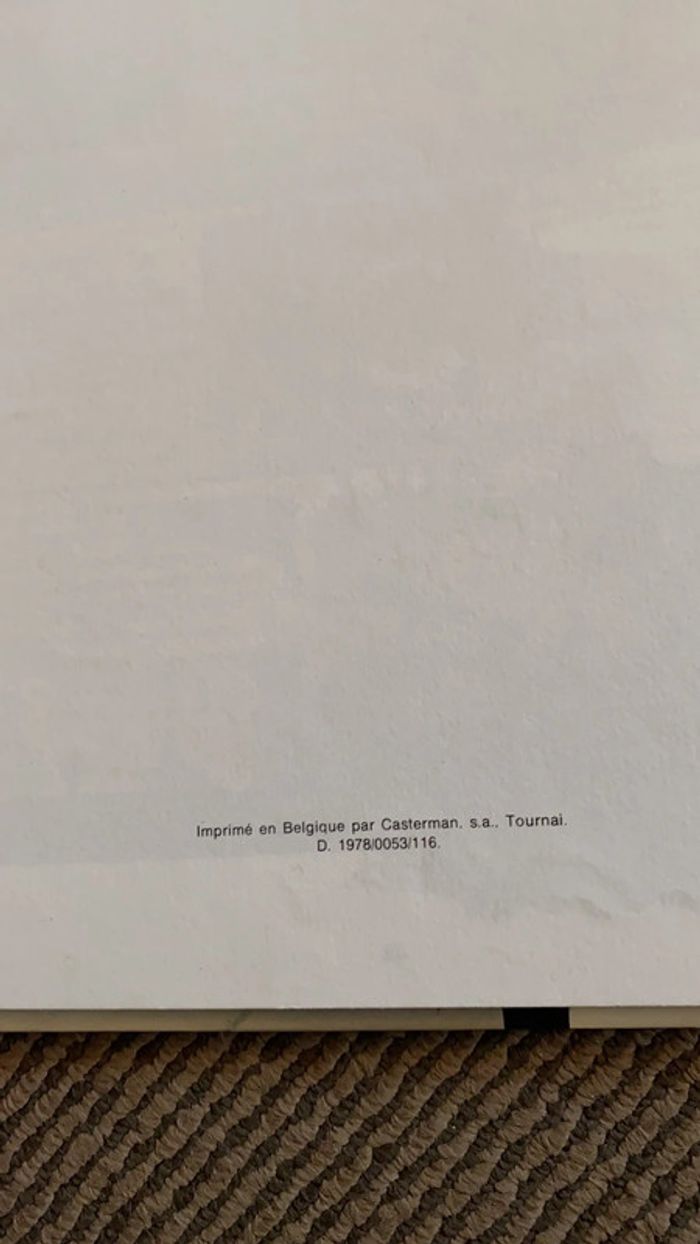 Imprimé en Belgique par Casterman. s.a.. Tournai.
D. 1978/0053/116.